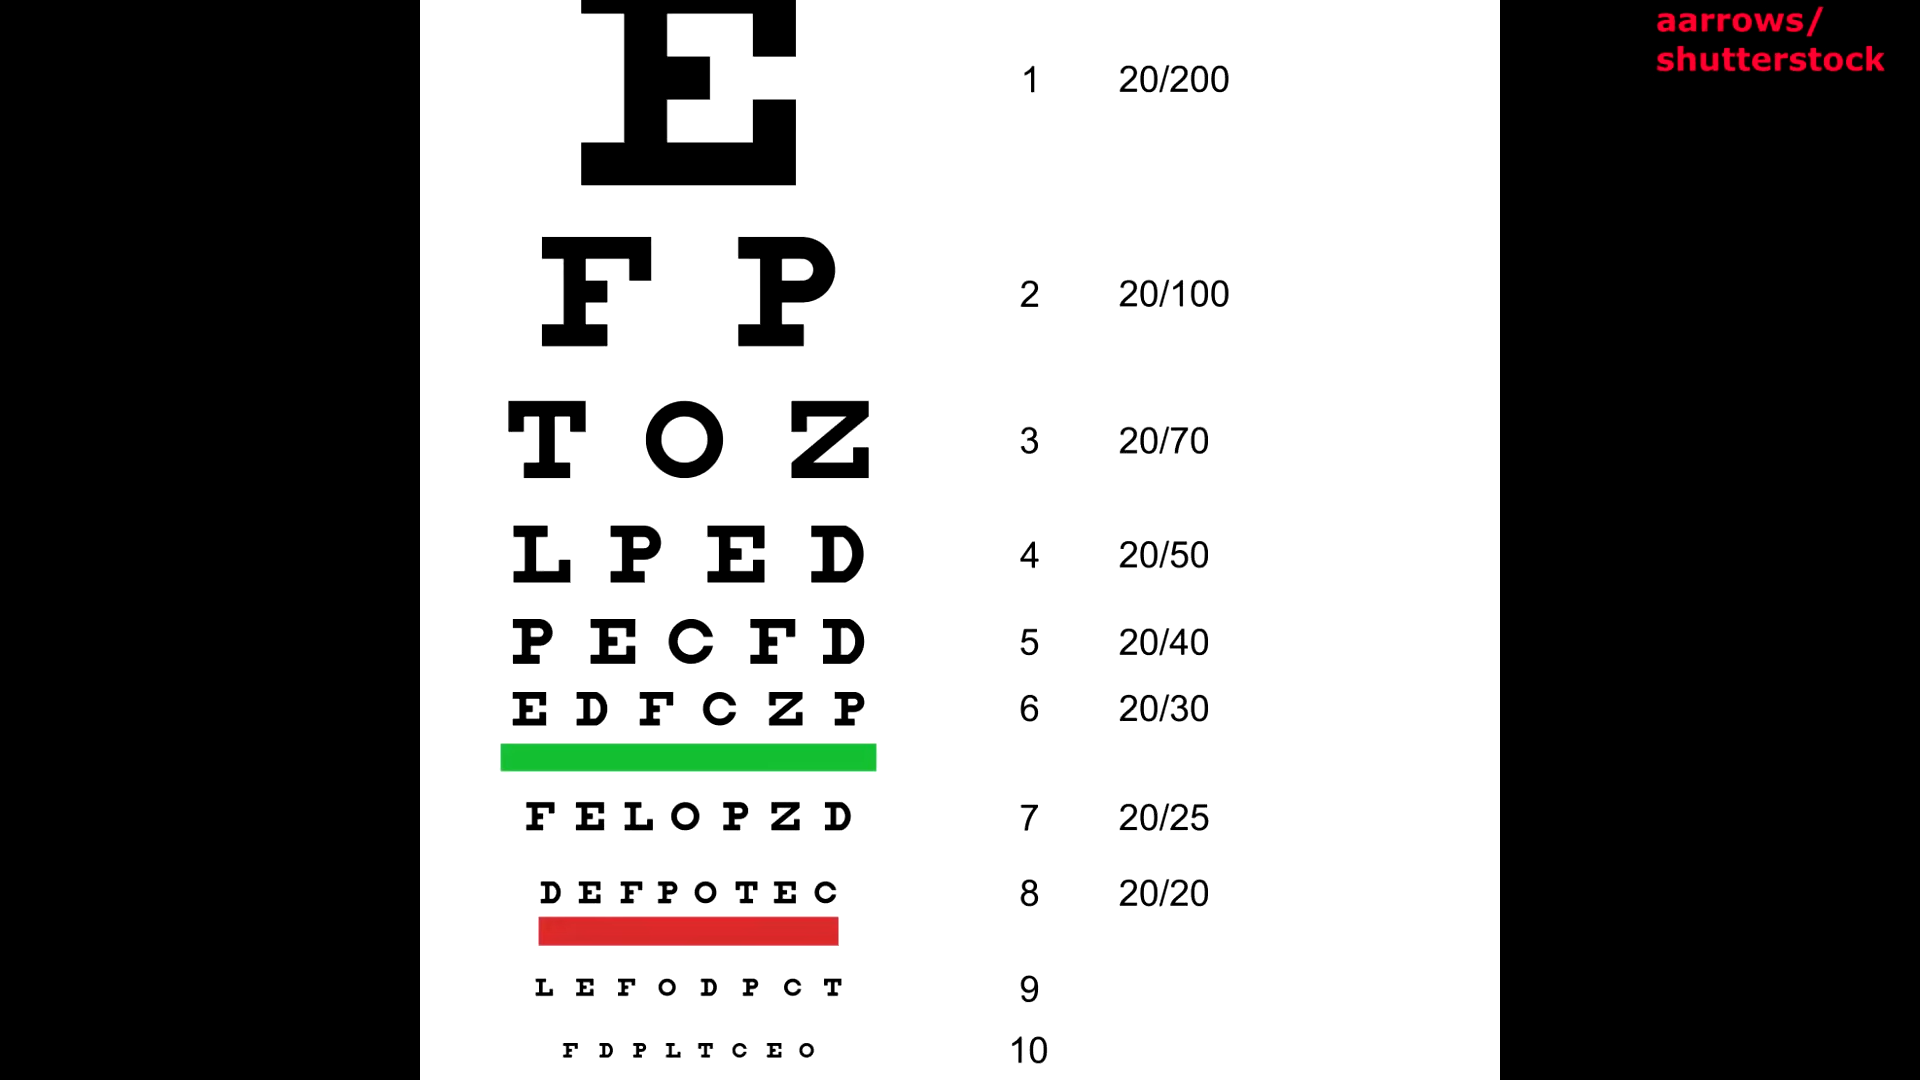 aarrows/
shutterstock
E 1 20/200
F P 2 20/100
T O Z 3 20/70
L P E D 4 20/50
P E C F D 5 20/40
E D F C Z P 6 20/30
F E L O P Z D 7 20/25
D E F P O T E C 8 20/20
L E F O D P C T 9
F D P L T C E O 10